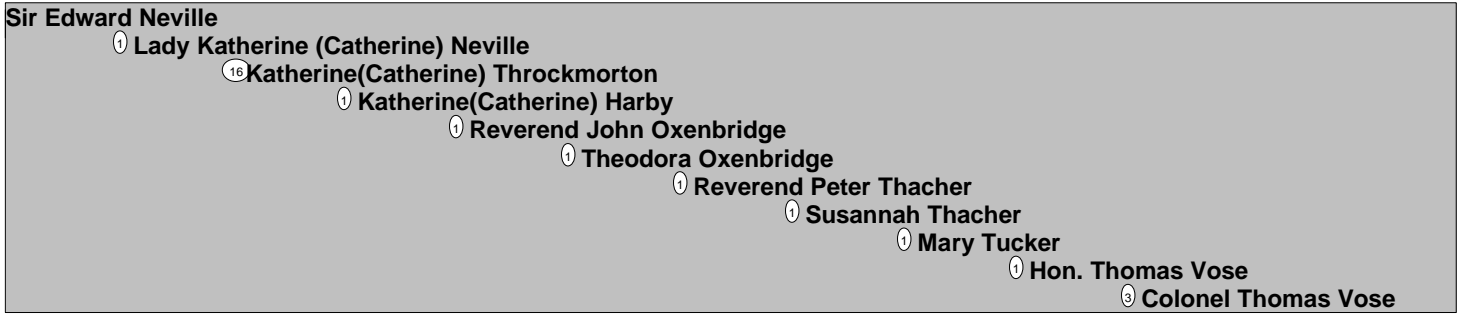 Sir Edward Neville
1 Lady Katherine (Catherine) Neville
16 Katherine(Catherine) Throckmorton
1 Katherine(Catherine) Harby
1 Reverend John Oxenbridge
1 Theodora Oxenbridge
1 Reverend Peter Thacher
1 Susannah Thacher
1 Mary Tucker
1 Hon. Thomas Vose
3 Colonel Thomas Vose